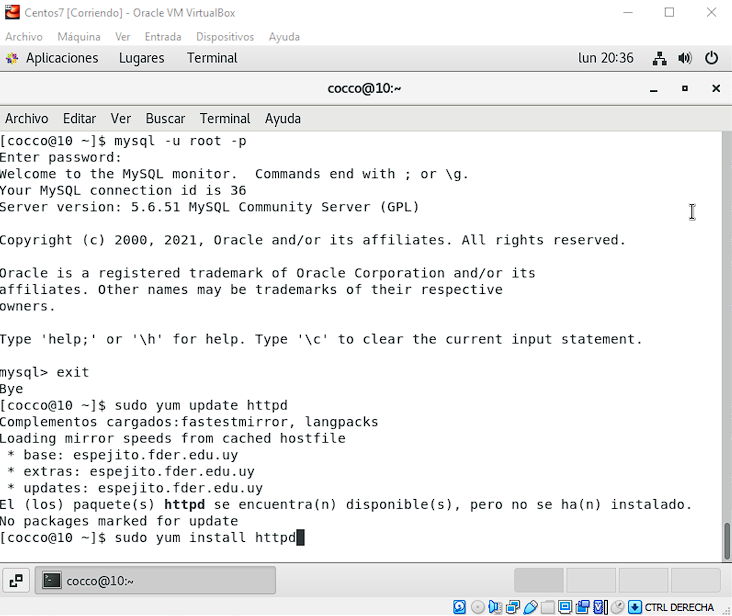 Centos7 [Corriendo] - Oracle VM VirtualBox
Archivo Máquina Ver Entrada Dispositivos Ayuda
Aplicaciones Lugares Terminal lun 20:36
cocco@10:~
Archivo Editar Ver Buscar Terminal Ayuda
[cocco@10 ~]$ mysql -u root -p
Enter password:
Welcome to the MySQL monitor.  Commands end with ; or \g.
Your MySQL connection id is 36
Server version: 5.6.51 MySQL Community Server (GPL)
Copyright (c) 2000, 2021, Oracle and/or its affiliates. All rights reserved.
Oracle is a registered trademark of Oracle Corporation and/or its
affiliates. Other names may be trademarks of their respective
owners.
Type 'help;' or '\h' for help. Type '\c' to clear the current input statement.
mysql> exit
Bye
[cocco@10 ~]$ sudo yum update httpd
Complementos cargados:fastestmirror, langpacks
Loading mirror speeds from cached hostfile
 * base: espejito.fder.edu.uy
 * extras: espejito.fder.edu.uy
 * updates: espejito.fder.edu.uy
El (los) paquete(s) httpd se encuentra(n) disponible(s), pero no se ha(n) instalado.
No packages marked for update
[cocco@10 ~]$ sudo yum install httpd
cocco@10:~
CTRL DERECHA